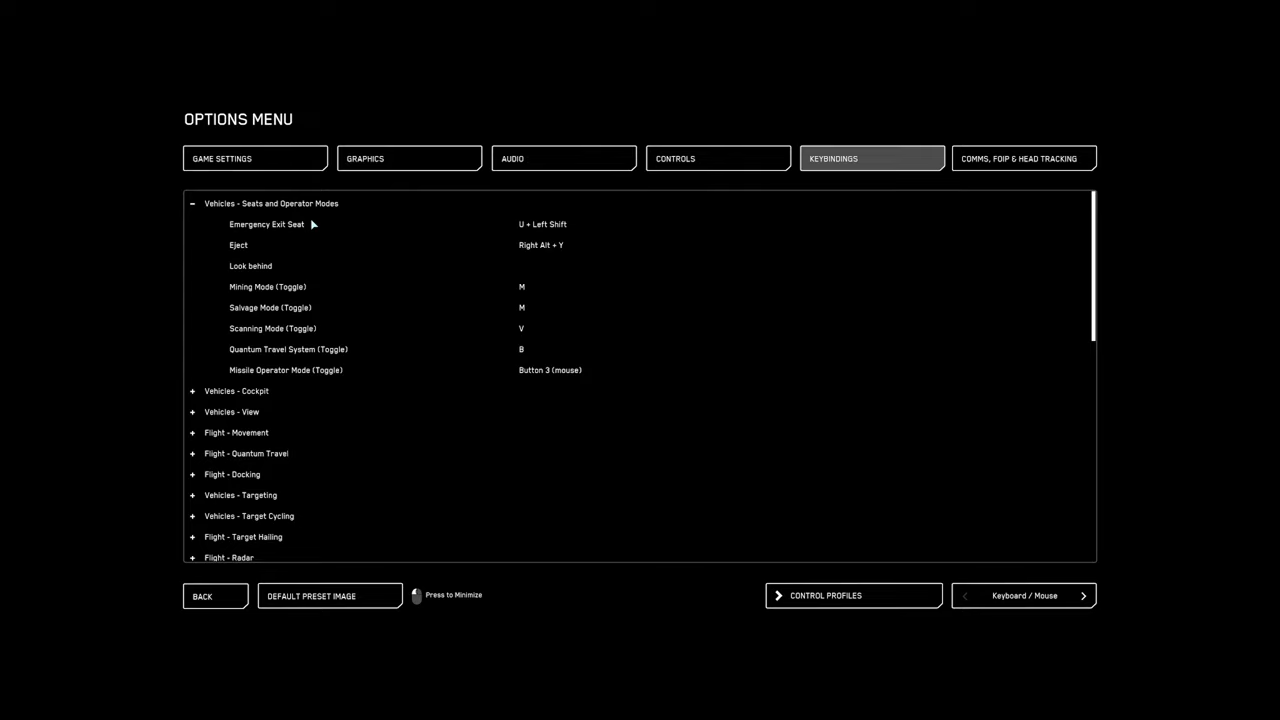 OPTIONS MENU
GAME SETTINGS GRAPHICS AUDIO CONTROLS KEYBINDINGS COMMS, FOIP & HEAD TRACKING
− Vehicles - Seats and Operator Modes
Emergency Exit Seat U + Left Shift
Eject Right Alt + Y
Look behind
Mining Mode (Toggle) M
Salvage Mode (Toggle) M
Scanning Mode (Toggle) V
Quantum Travel System (Toggle) B
Missile Operator Mode (Toggle) Button 3 (mouse)
+ Vehicles - Cockpit
+ Vehicles - View
+ Flight - Movement
+ Flight - Quantum Travel
+ Flight - Docking
+ Vehicles - Targeting
+ Vehicles - Target Cycling
+ Flight - Target Hailing
+ Flight - Radar
BACK DEFAULT PRESET IMAGE Press to Minimize CONTROL PROFILES Keyboard / Mouse